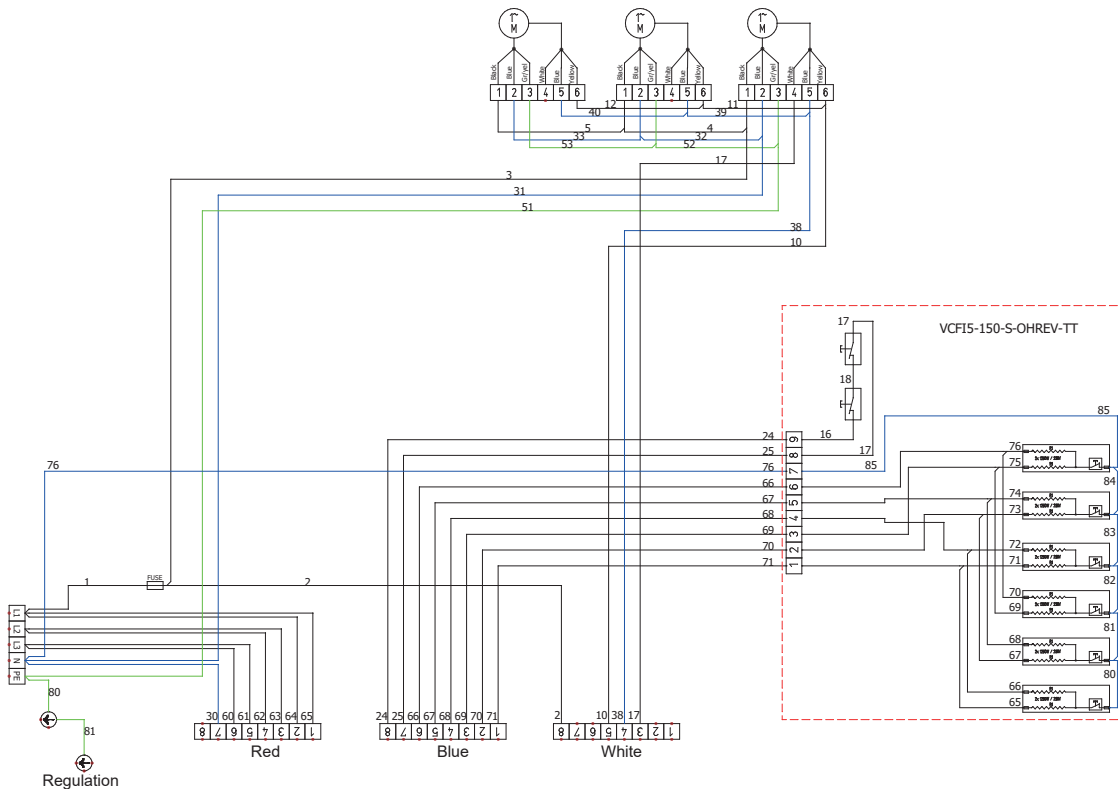 1~ M 1~ M 1~ M
Black Blue Gr/yel White Blue Yellow Black Blue Gr/yel White Blue Yellow Black Blue Gr/yel White Blue Yellow
1 2 3 4 5 6 1 2 3 4 5 6 1 2 3 4 5 6
12 11
40 39
5 4
33 32
53 52
17
3
31
51
38
10
VCFI5-150-S-OHREV-TT
17
18
85
24 9 16
25 8 17
76 76 7 85
66 6
67 5
68 4
69 3
70 2
71 1
76
75
84
74
73
83
72
71
82
70
69
81
68
67
80
66
65
1 FUSE 2
L1
L2
L3
N
PE
80
81
Regulation
30 60 61 62 63 64 65
8 7 6 5 4 3 2 1
Red
24 25 66 67 68 69 70 71
8 7 6 5 4 3 2 1
Blue
2 10 38 17
8 7 6 5 4 3 2 1
White